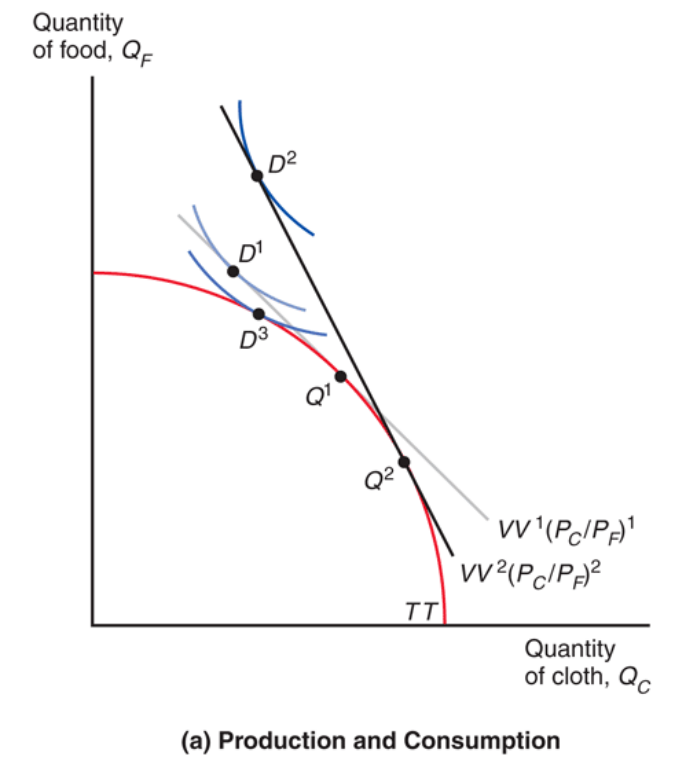 Quantity
of food, Q_F
D²
D¹
D³
Q¹
Q²
VV¹(P_C/P_F)¹
VV²(P_C/P_F)²
TT
Quantity
of cloth, Q_C
(a) Production and Consumption